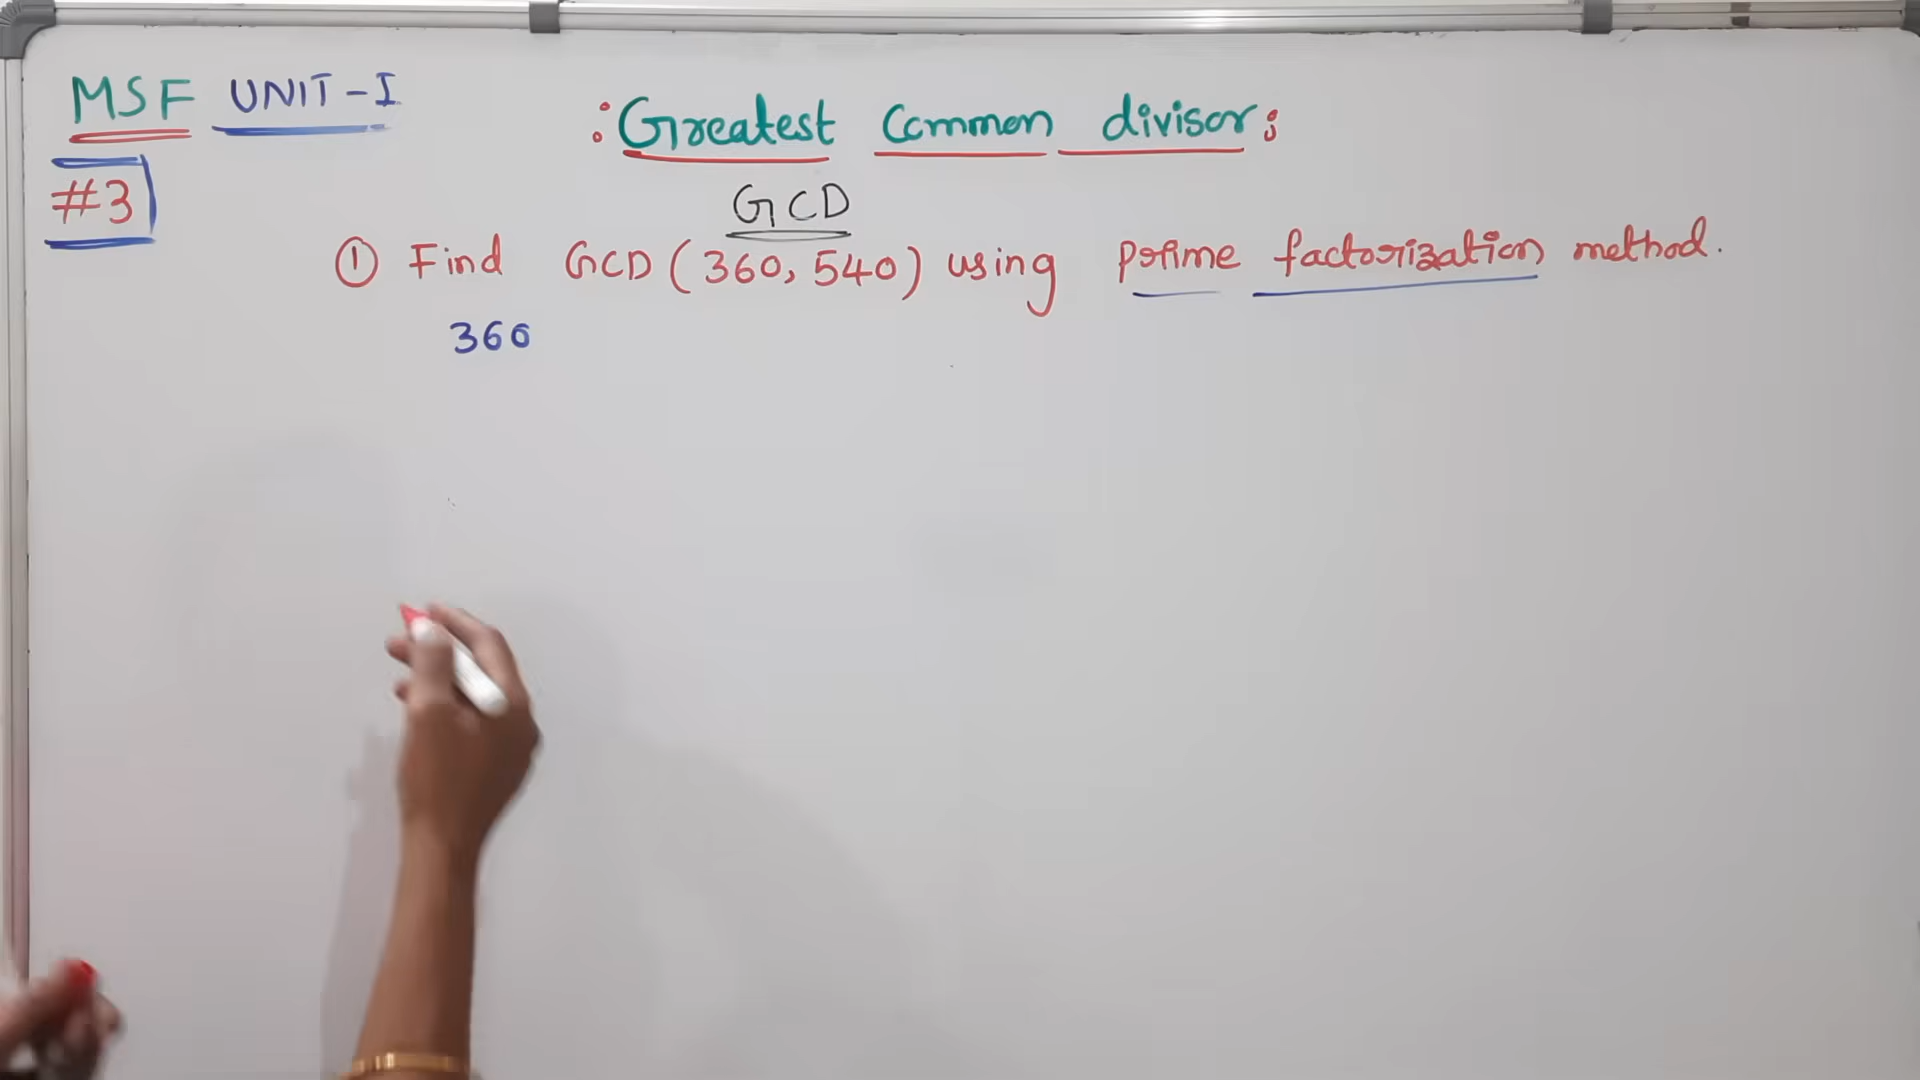 MSF UNIT-I
:Greatest Common divisor:
#3
GCD
① Find GCD(360, 540) using prime factorization method.
360